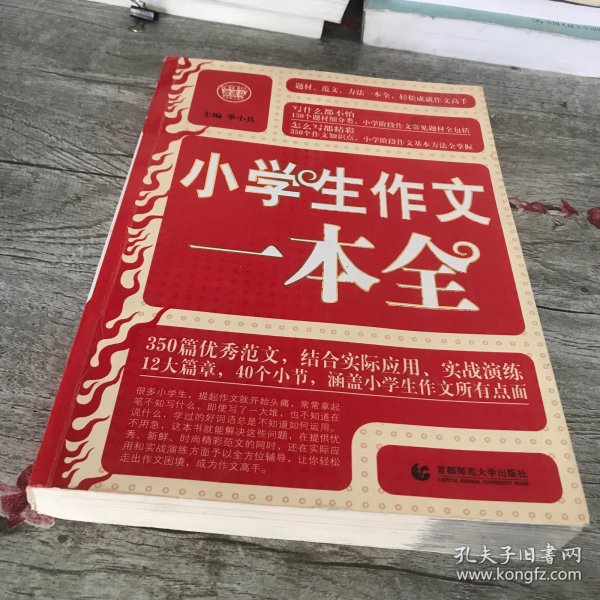 题材、范文、方法一本全，轻松成就作文高手
主编 季小兵
写什么都不怕
130个题材细分类，小学阶段作文常见题材全包括
怎么写都精彩
350个作文知识点，小学阶段作文基本方法全掌握
小学生作文
一本全
350篇优秀范文，结合实际应用、实战演练
12大篇章，40个小节，涵盖小学生作文所有点面
很多小学生，提起作文就开始头痛，常常拿起
笔不知写什么，即使写了一大堆，也不知道在
说什么，学过的好词语总是不知道如何运用。
不用急，这本书就能解决这些问题，在提供优
秀、新鲜、时尚精彩范文的同时，还在实际应
用和实战演练方面予以全方位辅导，让你轻松
走出作文困境，成为作文高手。
首都师范大学出版社
CAPITAL NORMAL UNIVERSITY PRESS
孔夫子旧书网
www.kongfz.com